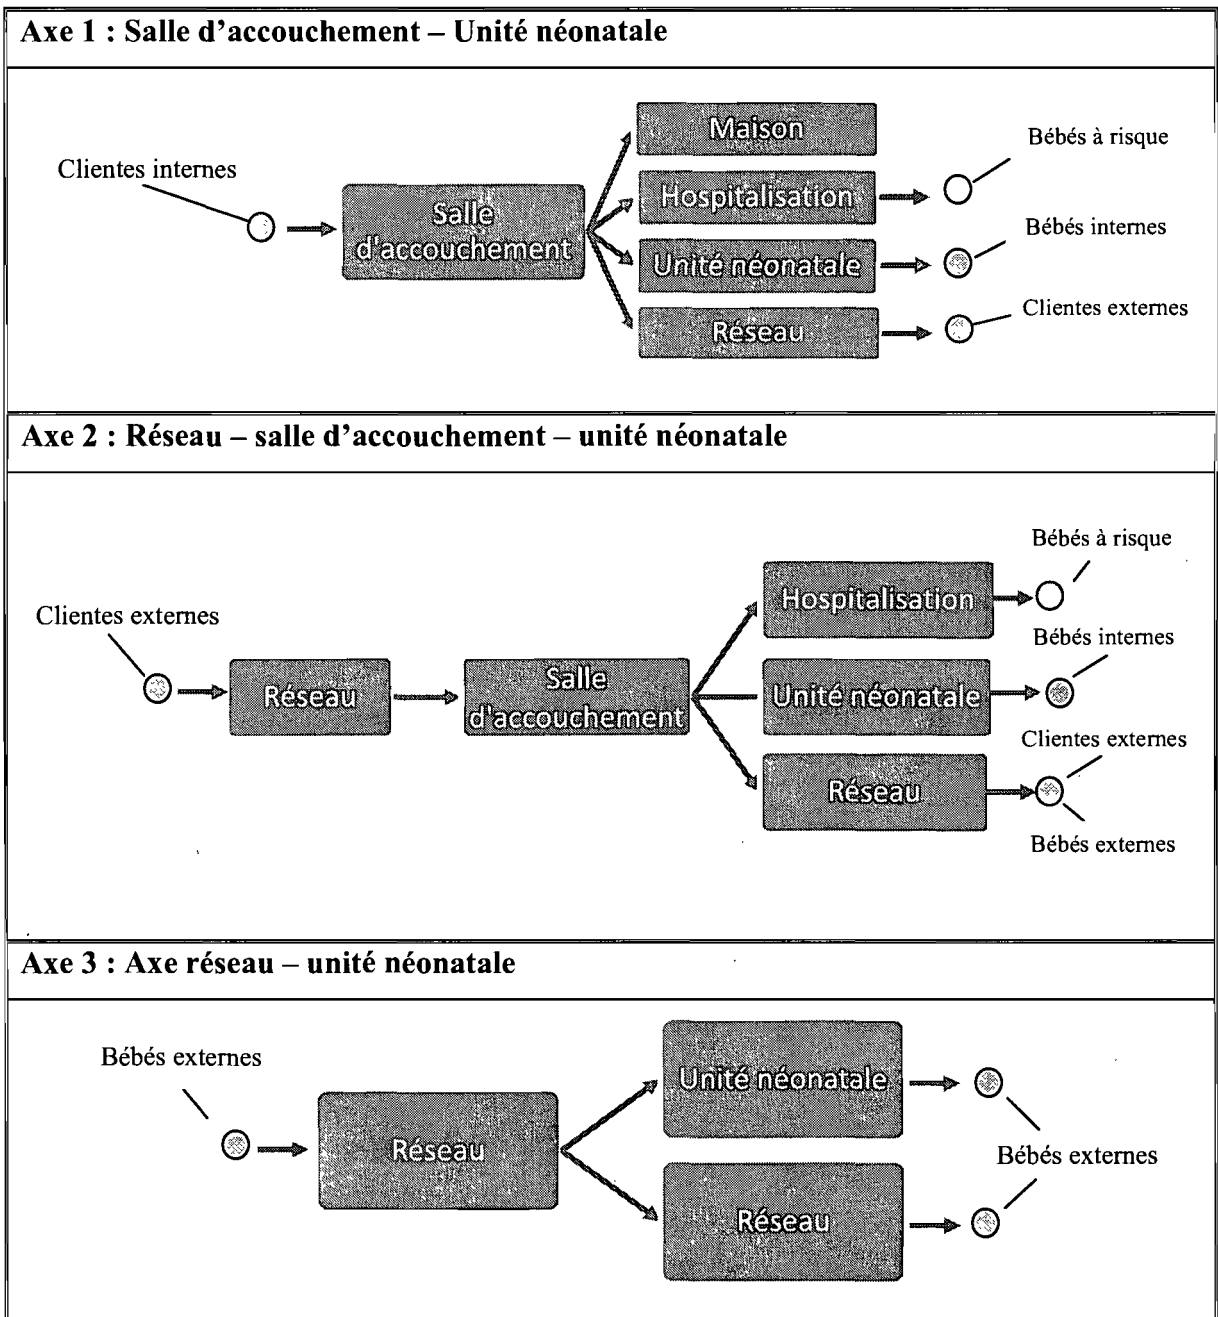 Axe 1 : Salle d'accouchement – Unité néonatale
Clientes internes
Salle
d'accouchement
Maison
Hospitalisation
Unité néonatale
Réseau
Bébés à risque
Bébés internes
Clientes externes
Axe 2 : Réseau – salle d'accouchement – unité néonatale
Clientes externes
Réseau
Salle
d'accouchement
Hospitalisation
Unité néonatale
Réseau
Bébés à risque
Bébés internes
Clientes externes
Bébés externes
Axe 3 : Axe réseau – unité néonatale
Bébés externes
Réseau
Unité néonatale
Réseau
Bébés externes